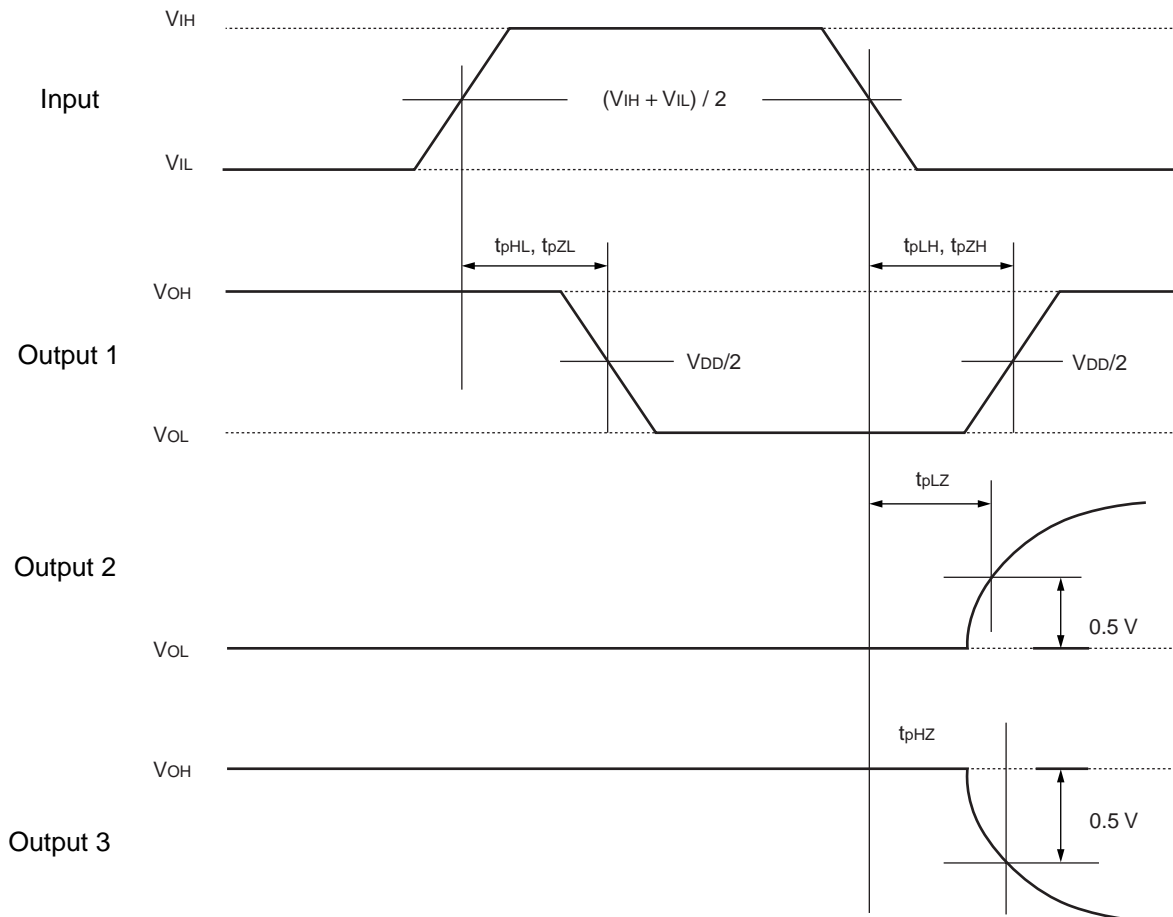 VIH
Input
(VIH + VIL) / 2
VIL
tpHL, tpZL
tpLH, tpZH
VOH
Output 1
VDD/2
VDD/2
VOL
tpLZ
Output 2
0.5 V
VOL
tpHZ
VOH
0.5 V
Output 3